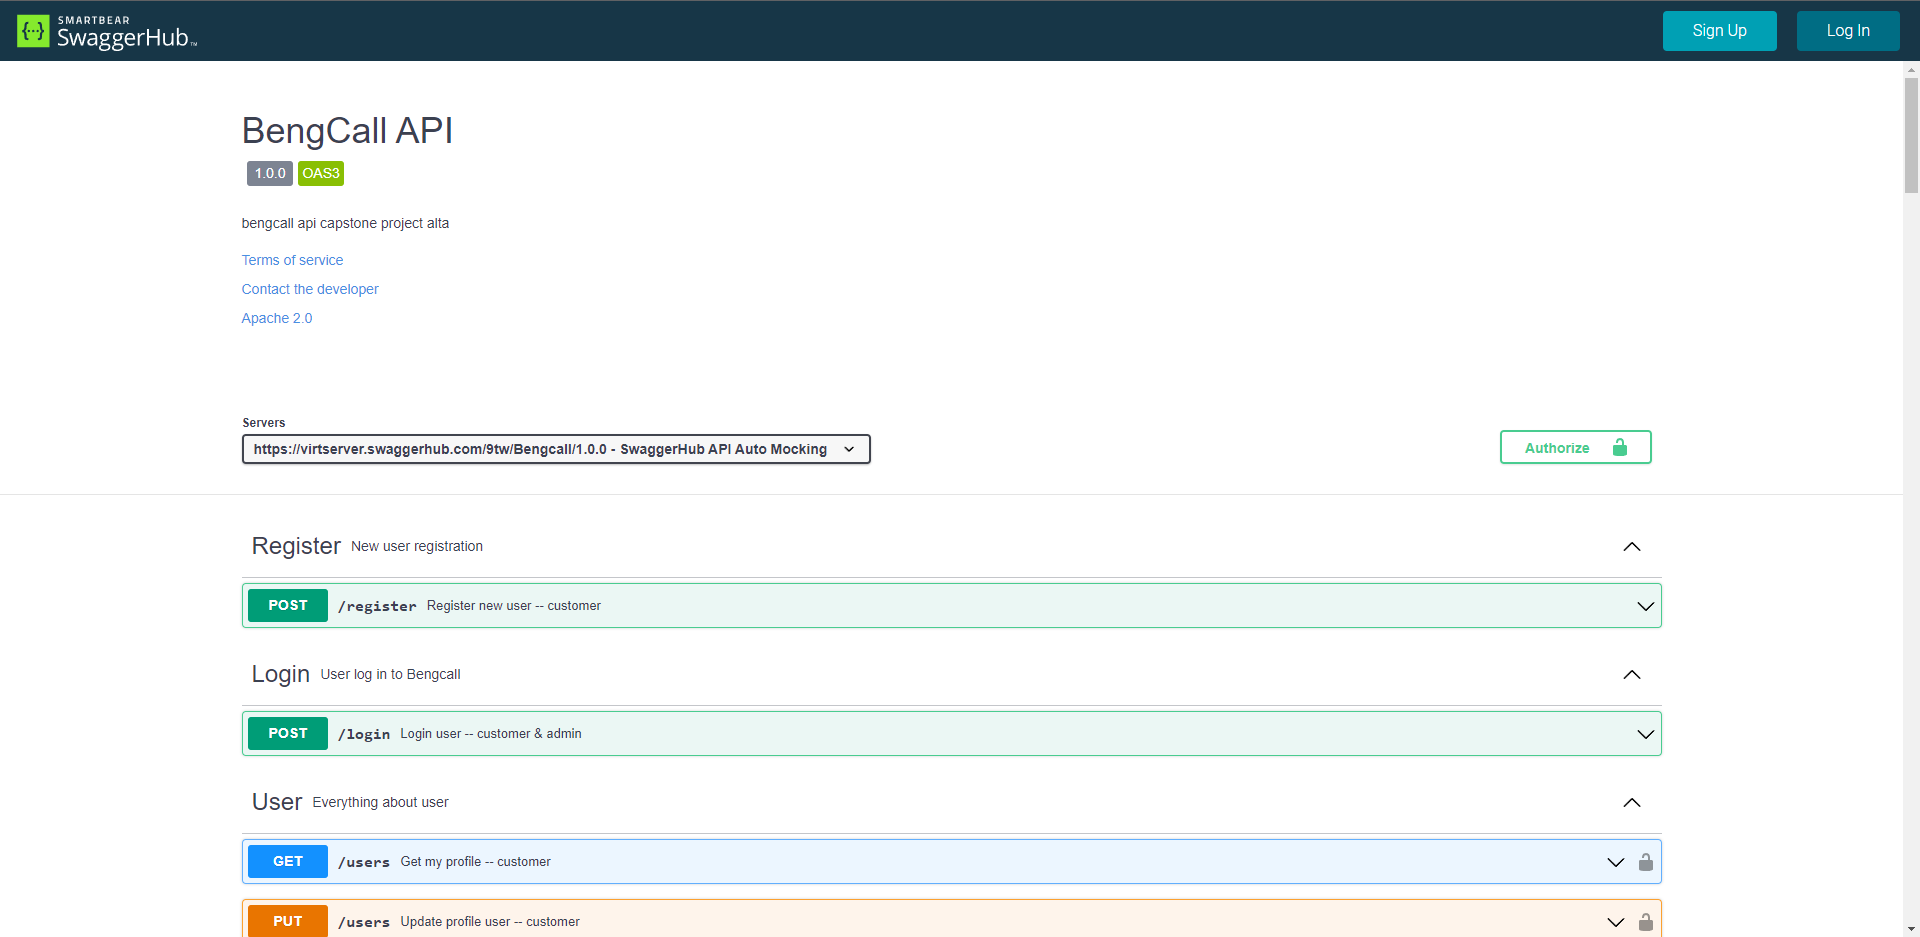 SMARTBEAR
SwaggerHub™
Sign Up
Log In
BengCall API
1.0.0 OAS3
bengcall api capstone project alta
Terms of service
Contact the developer
Apache 2.0
Servers
https://virtserver.swaggerhub.com/9tw/Bengcall/1.0.0 - SwaggerHub API Auto Mocking
Authorize
Register New user registration
POST /register Register new user -- customer
Login User log in to Bengcall
POST /login Login user -- customer & admin
User Everything about user
GET /users Get my profile -- customer
PUT /users Update profile user -- customer